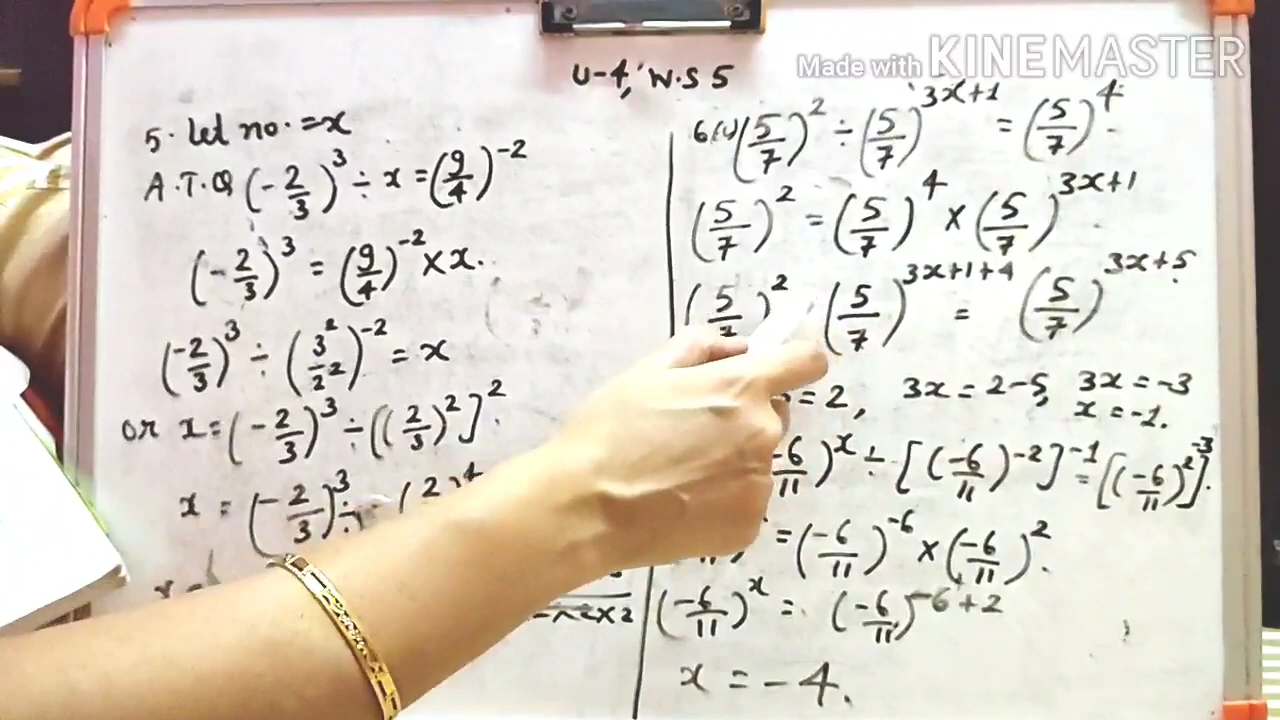 Made with KINEMASTER
U-4, W.S 5
5. Let no. = x
A.T.Q (-2/3)^3 ÷ x = (9/4)^-2
(-2/3)^3 = (9/4)^-2 × x.
(-2/3)^3 ÷ (3^2/2^2)^-2 = x
or x = (-2/3)^3 ÷ ((2/3)^2]^2.
x = (-2/3)^3 ÷ (2
x =
×2
(5/7)^2 ÷ (5/7)^3x+1 = (5/7)^4.
(5/7)^2 = (5/7)^4 × (5/7)^3x+1
(5/7)^2 (5/7)^3x+1+4 = (5/7)^3x+5.
= 2, 3x = 2-5, 3x = -3
x = -1.
-6/11)^x ÷ [(-6/11)^-2]^-1 = [(-6/11)^2]^-3.
= (-6/11)^-6 × (-6/11)^2.
(-6/11)^x = (-6/11)^-6+2
x = -4.